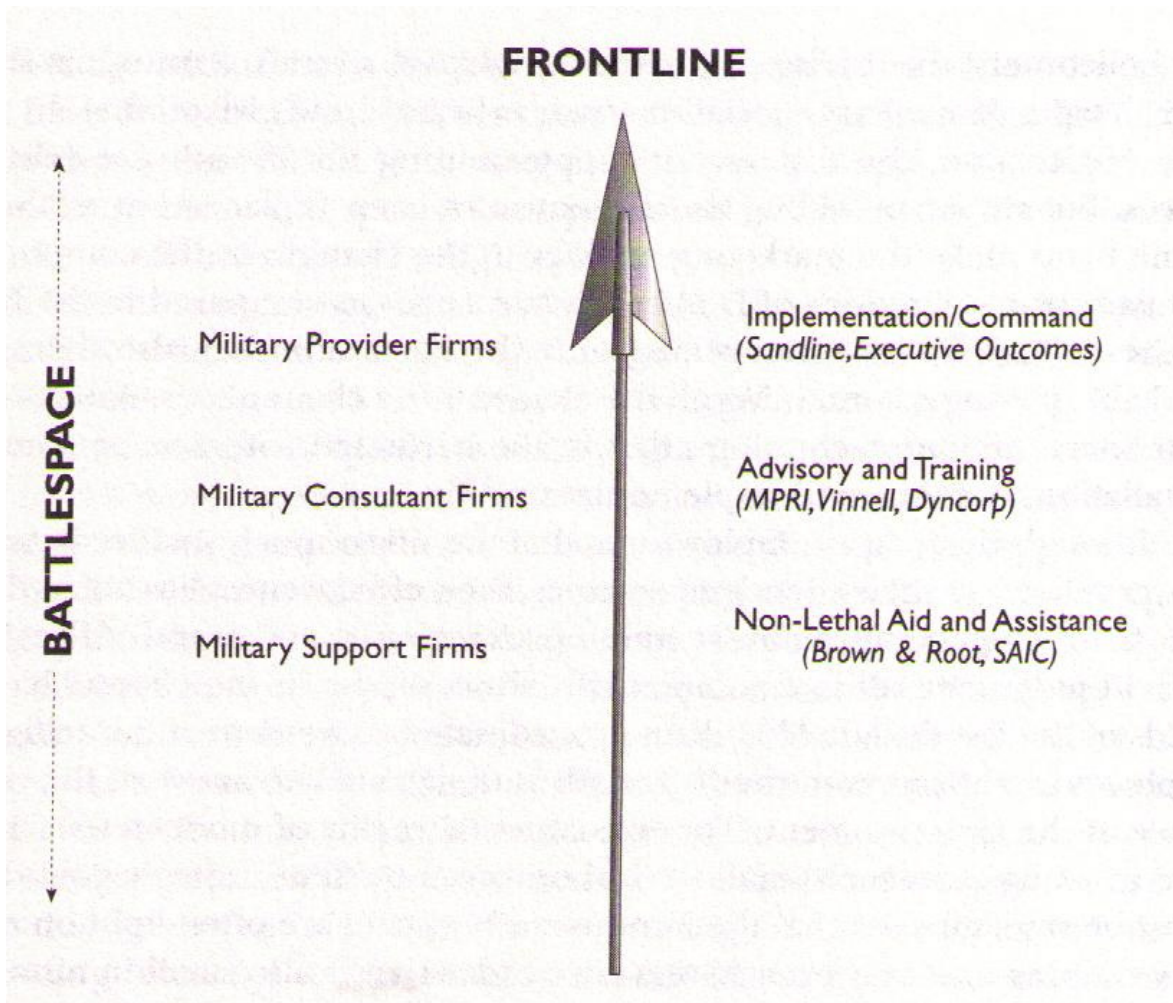 FRONTLINE
BATTLESPACE
Military Provider Firms
Implementation/Command
(Sandline,Executive Outcomes)
Military Consultant Firms
Advisory and Training
(MPRI,Vinnell, Dyncorp)
Military Support Firms
Non-Lethal Aid and Assistance
(Brown & Root, SAIC)